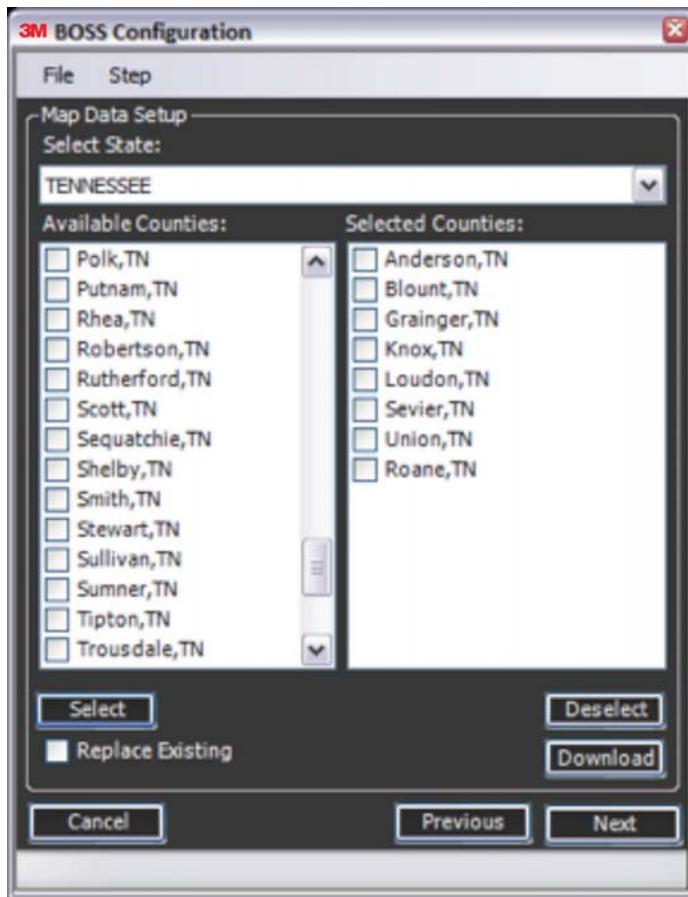 3M BOSS Configuration
File Step
Map Data Setup
Select State:
TENNESSEE
Available Counties:
Polk,TN
Putnam,TN
Rhea,TN
Robertson,TN
Rutherford,TN
Scott,TN
Sequatchie,TN
Shelby,TN
Smith,TN
Stewart,TN
Sullivan,TN
Sumner,TN
Tipton,TN
Trousdale,TN
Selected Counties:
Anderson,TN
Blount,TN
Grainger,TN
Knox,TN
Loudon,TN
Sevier,TN
Union,TN
Roane,TN
Select
Deselect
Replace Existing
Download
Cancel
Previous
Next